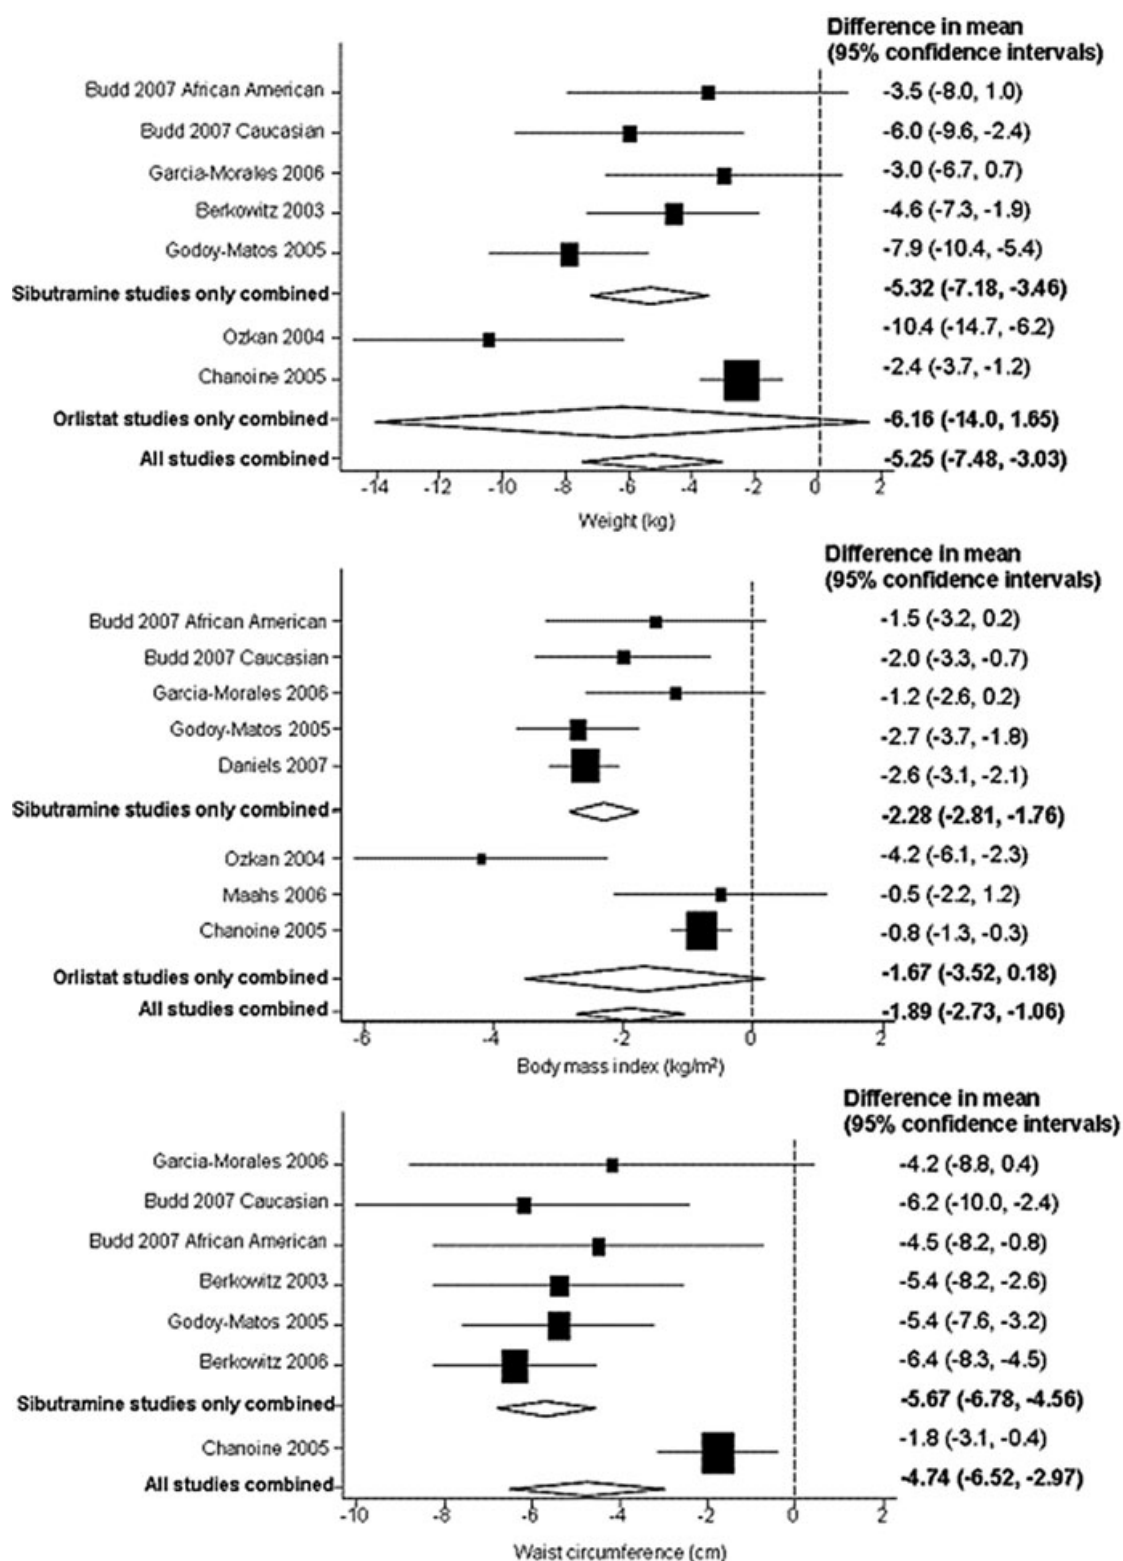 Difference in mean
(95% confidence intervals)
Budd 2007 African American -3.5 (-8.0, 1.0)
Budd 2007 Caucasian -6.0 (-9.6, -2.4)
Garcia-Morales 2006 -3.0 (-6.7, 0.7)
Berkowitz 2003 -4.6 (-7.3, -1.9)
Godoy-Matos 2005 -7.9 (-10.4, -5.4)
Sibutramine studies only combined -5.32 (-7.18, -3.46)
Ozkan 2004 -10.4 (-14.7, -6.2)
Chanoine 2005 -2.4 (-3.7, -1.2)
Orlistat studies only combined -6.16 (-14.0, 1.65)
All studies combined -5.25 (-7.48, -3.03)
-14 -12 -10 -8 -6 -4 -2 0 2
Weight (kg)
Difference in mean
(95% confidence intervals)
Budd 2007 African American -1.5 (-3.2, 0.2)
Budd 2007 Caucasian -2.0 (-3.3, -0.7)
Garcia-Morales 2006 -1.2 (-2.6, 0.2)
Godoy-Matos 2005 -2.7 (-3.7, -1.8)
Daniels 2007 -2.6 (-3.1, -2.1)
Sibutramine studies only combined -2.28 (-2.81, -1.76)
Ozkan 2004 -4.2 (-6.1, -2.3)
Maahs 2006 -0.5 (-2.2, 1.2)
Chanoine 2005 -0.8 (-1.3, -0.3)
Orlistat studies only combined -1.67 (-3.52, 0.18)
All studies combined -1.89 (-2.73, -1.06)
-6 -4 -2 0 2
Body mass index (kg/m²)
Difference in mean
(95% confidence intervals)
Garcia-Morales 2006 -4.2 (-8.8, 0.4)
Budd 2007 Caucasian -6.2 (-10.0, -2.4)
Budd 2007 African American -4.5 (-8.2, -0.8)
Berkowitz 2003 -5.4 (-8.2, -2.6)
Godoy-Matos 2005 -5.4 (-7.6, -3.2)
Berkowitz 2006 -6.4 (-8.3, -4.5)
Sibutramine studies only combined -5.67 (-6.78, -4.56)
Chanoine 2005 -1.8 (-3.1, -0.4)
All studies combined -4.74 (-6.52, -2.97)
-10 -8 -6 -4 -2 0 2
Waist circumference (cm)